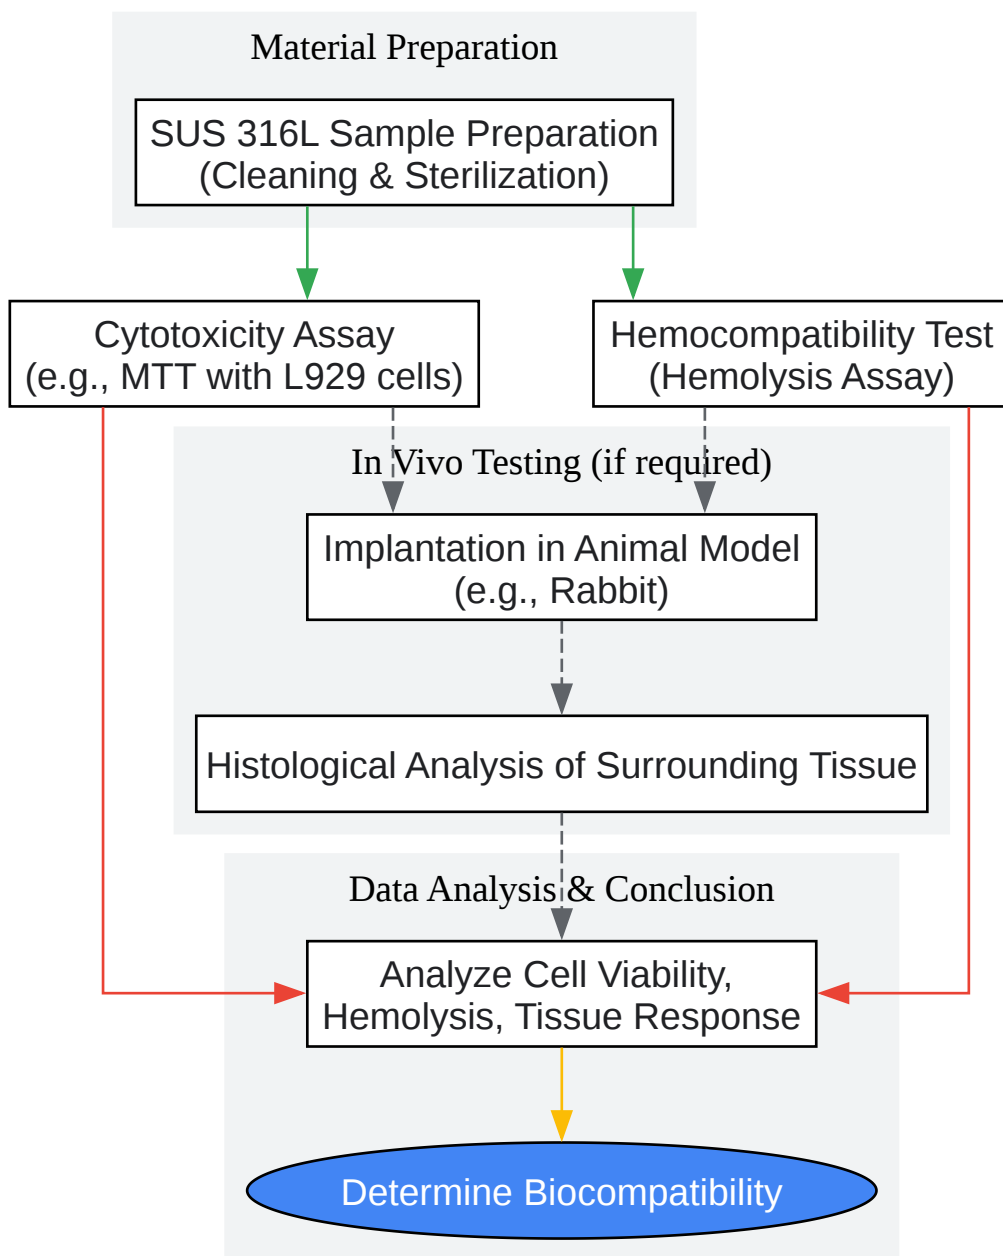 Material Preparation
SUS 316L Sample Preparation
(Cleaning & Sterilization)
Cytotoxicity Assay
(e.g., MTT with L929 cells)
Hemocompatibility Test
(Hemolysis Assay)
In Vivo Testing (if required)
Implantation in Animal Model
(e.g., Rabbit)
Histological Analysis of Surrounding Tissue
Data Analysis & Conclusion
Analyze Cell Viability,
Hemolysis, Tissue Response
Determine Biocompatibility